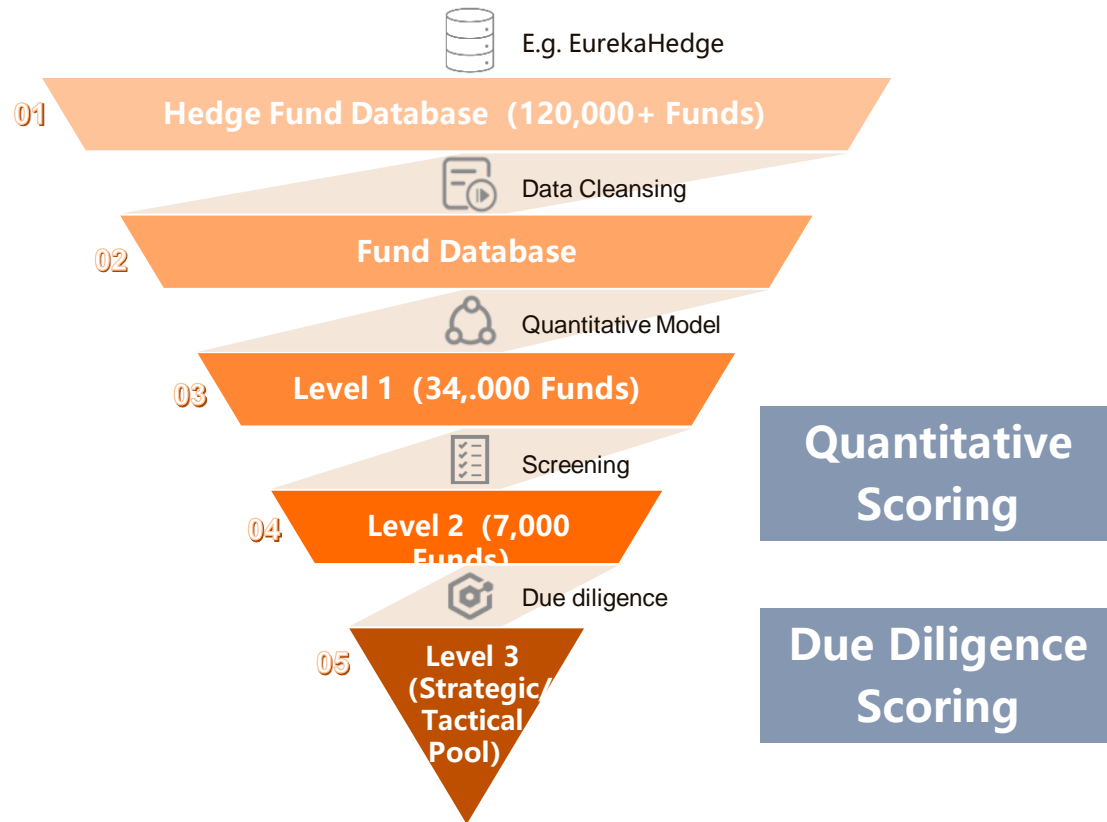 E.g. EurekaHedge
01
Hedge Fund Database (120,000+ Funds)
Data Cleansing
02
Fund Database
Quantitative Model
03
Level 1 (34,.000 Funds)
Quantitative
Scoring
Screening
04
Level 2 (7,000
Funds)
Due diligence
05
Level 3
(Strategic/
Tactical
Pool)
Due Diligence
Scoring